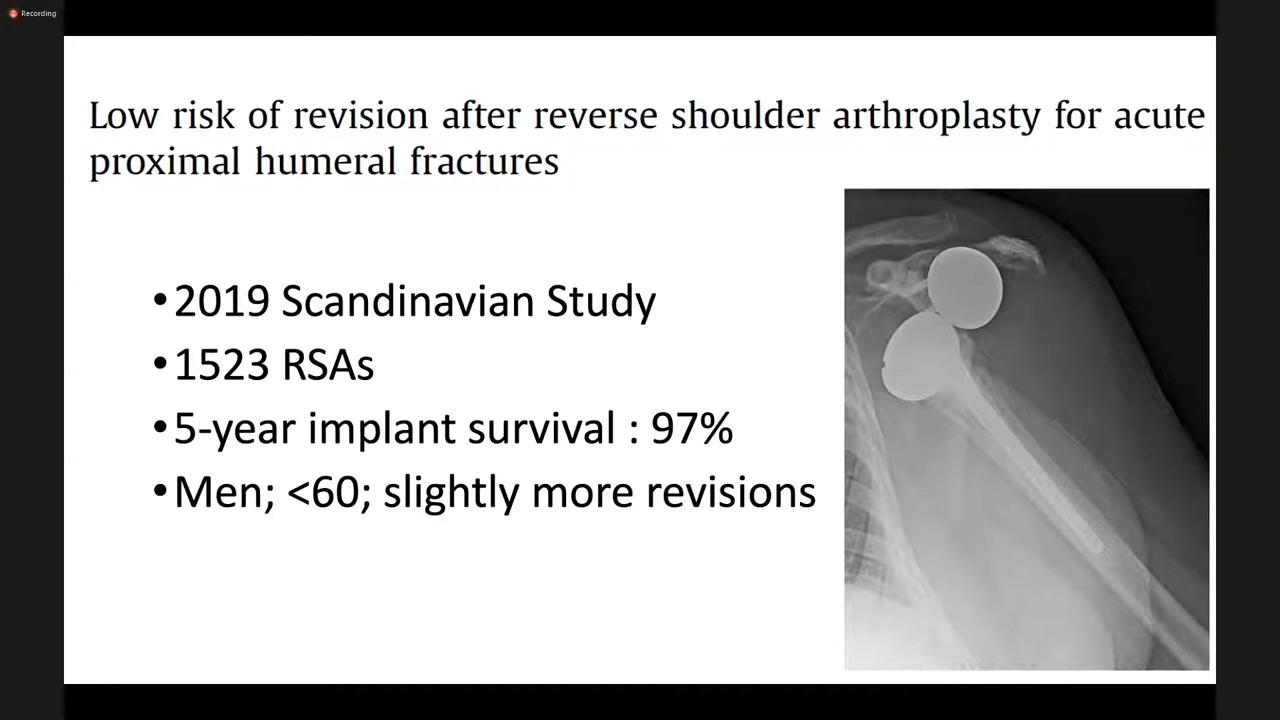 Recording
Low risk of revision after reverse shoulder arthroplasty for acute
proximal humeral fractures
•2019 Scandinavian Study
•1523 RSAs
•5-year implant survival : 97%
•Men; <60; slightly more revisions